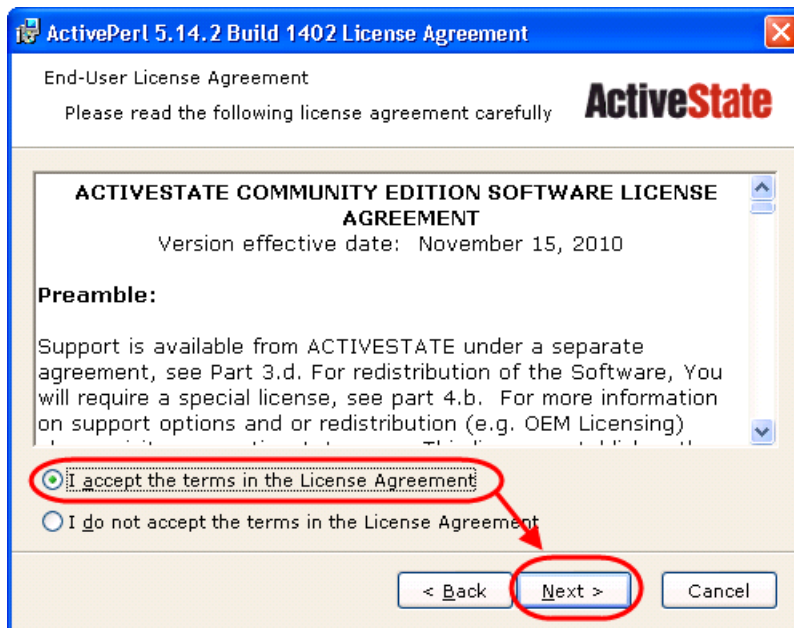 ActivePerl 5.14.2 Build 1402 License Agreement
End-User License Agreement
Please read the following license agreement carefully
ActiveState
ACTIVESTATE COMMUNITY EDITION SOFTWARE LICENSE
AGREEMENT
Version effective date:  November 15, 2010
Preamble:
Support is available from ACTIVESTATE under a separate
agreement, see Part 3.d. For redistribution of the Software, You
will require a special license, see part 4.b.  For more information
on support options and or redistribution (e.g. OEM Licensing)
I accept the terms in the License Agreement
I do not accept the terms in the License Agreement
< Back
Next >
Cancel